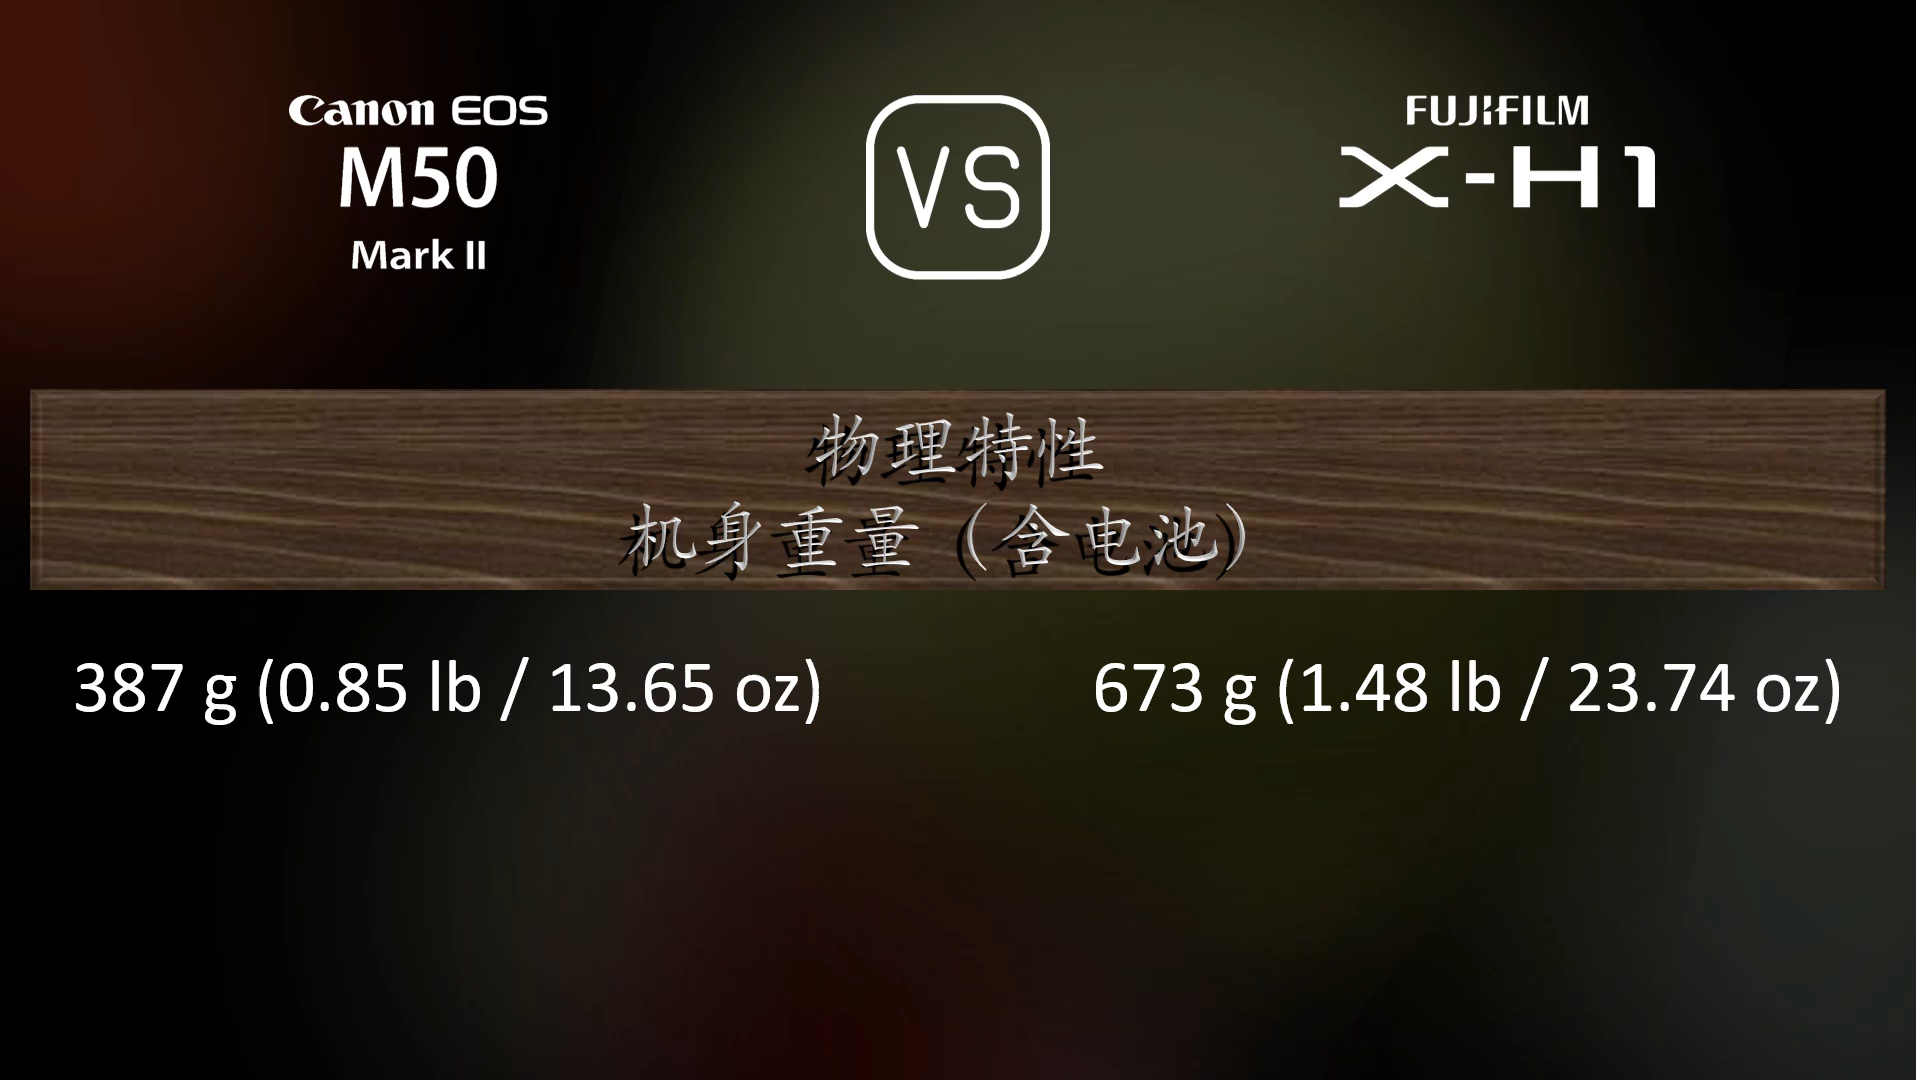 Canon EOS
M50
Mark II
VS
FUJIFILM
X-H1
物理特性
机身重量（含电池）
387 g (0.85 lb / 13.65 oz)
673 g (1.48 lb / 23.74 oz)